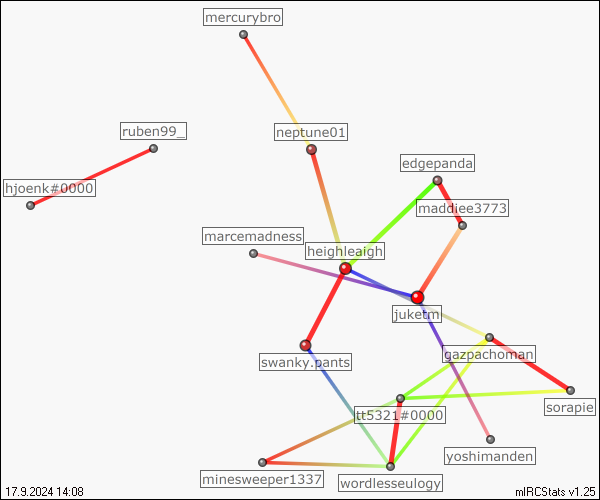 mercurybro
ruben99_
neptune01
edgepanda
hjoenk#0000
maddiee3773
marcemadness
heighleaigh
juketm
gazpachoman
swanky.pants
sorapie
tt5321#0000
yoshimanden
minesweeper1337
wordlesseulogy
17.9.2024 14:08
mIRCStats v1.25